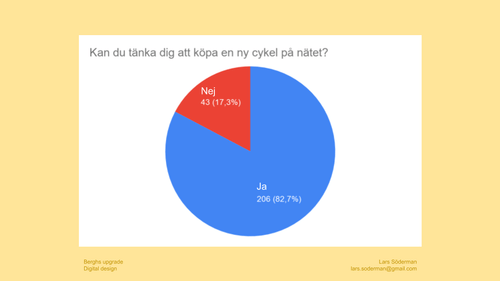 Kan du tänka dig att köpa en ny cykel på nätet?
Nej
43 (17,3%)
Ja
206 (82,7%)
Berghs upgrade
Digital design
Lars Söderman
lars.soderman@gmail.com